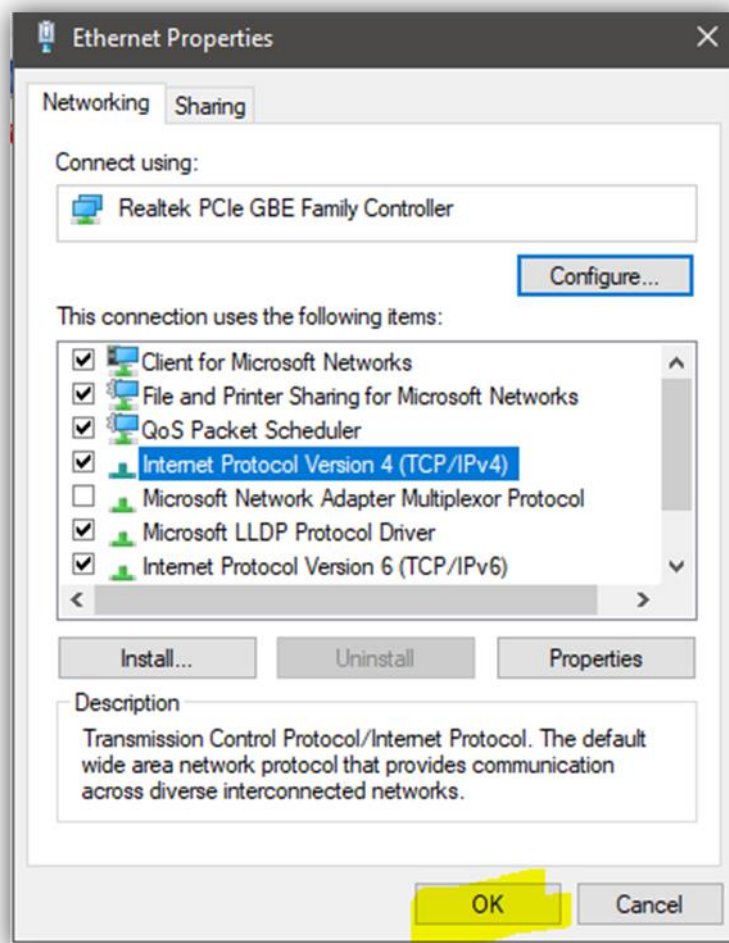 Ethernet Properties
Networking Sharing
Connect using:
Realtek PCIe GBE Family Controller
Configure...
This connection uses the following items:
Client for Microsoft Networks
File and Printer Sharing for Microsoft Networks
QoS Packet Scheduler
Internet Protocol Version 4 (TCP/IPv4)
Microsoft Network Adapter Multiplexor Protocol
Microsoft LLDP Protocol Driver
Internet Protocol Version 6 (TCP/IPv6)
Install... Uninstall Properties
Description
Transmission Control Protocol/Internet Protocol. The default
wide area network protocol that provides communication
across diverse interconnected networks.
OK Cancel